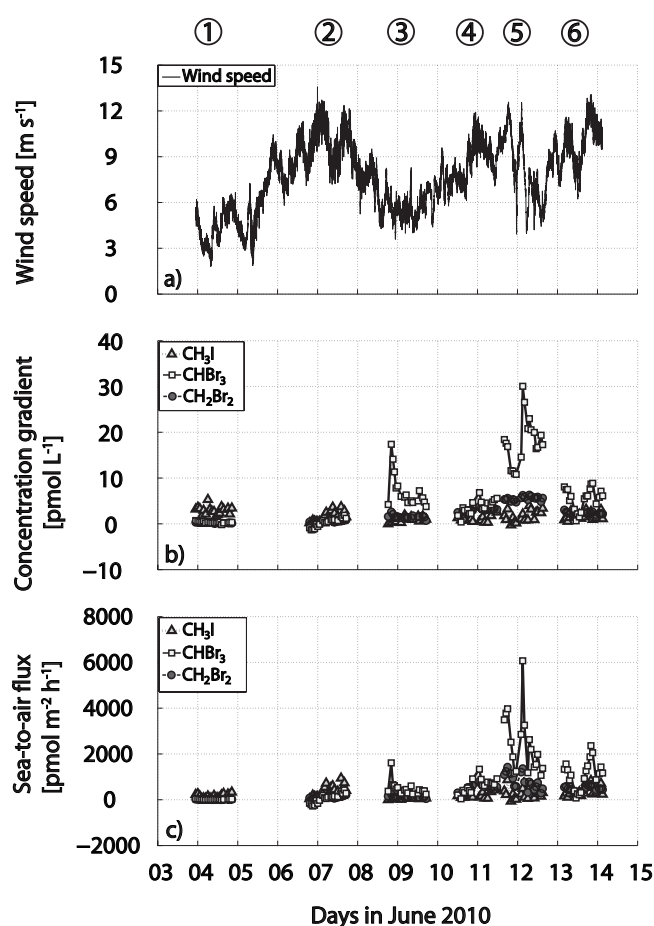 ① ② ③ ④ ⑤ ⑥
Wind speed [m s⁻¹]
15
12
9
6
3
0
Wind speed
a)
Concentration gradient
[pmol L⁻¹]
40
30
20
10
0
−10
CH₃I
CHBr₃
CH₂Br₂
b)
Sea-to-air flux
[pmol m⁻² h⁻¹]
8000
6000
4000
2000
0
−2000
CH₃I
CHBr₃
CH₂Br₂
c)
03 04 05 06 07 08 09 10 11 12 13 14 15
Days in June 2010